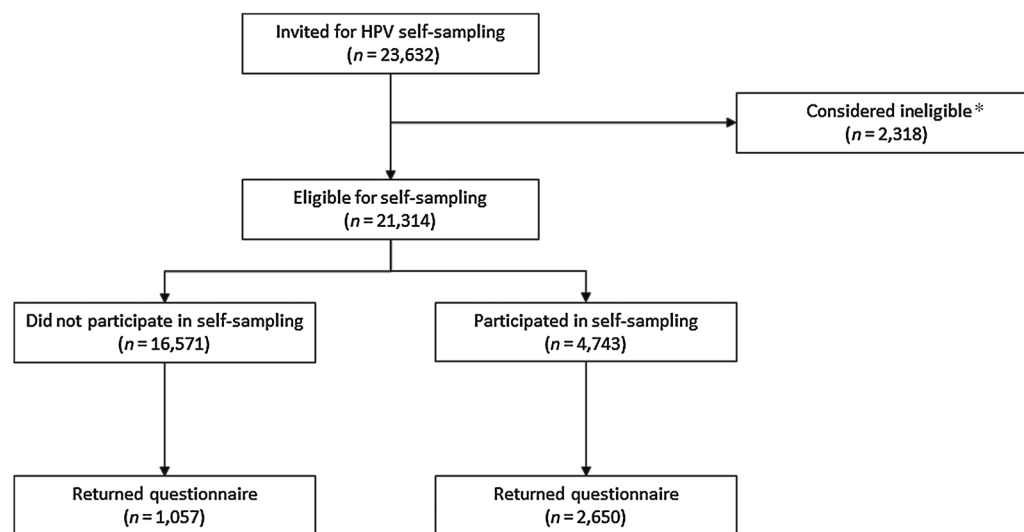 Invited for HPV self-sampling
(n = 23,632)
Considered ineligible*
(n = 2,318)
Eligible for self-sampling
(n = 21,314)
Did not participate in self-sampling
(n = 16,571)
Participated in self-sampling
(n = 4,743)
Returned questionnaire
(n = 1,057)
Returned questionnaire
(n = 2,650)